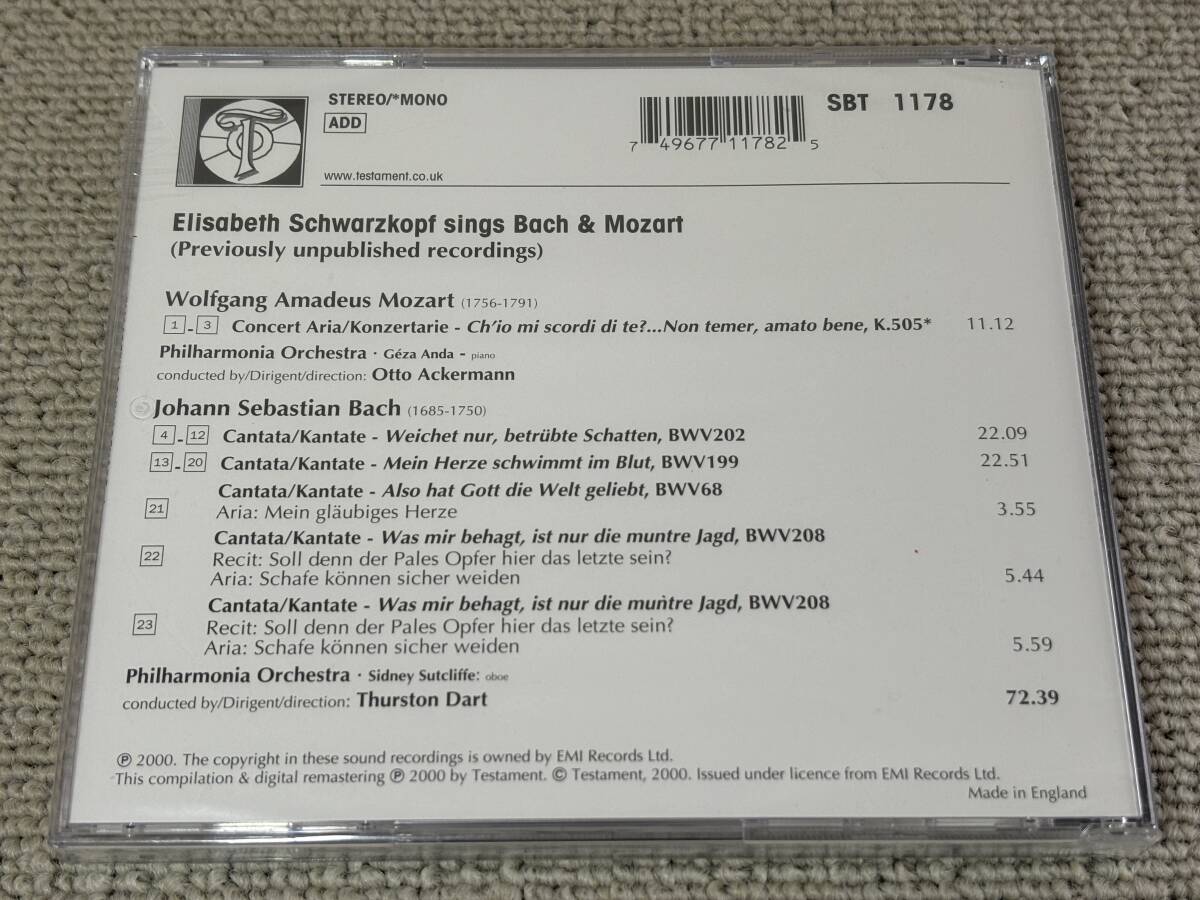 STEREO/*MONO
ADD
SBT 1178
7 49677 11782 5
www.testament.co.uk
Elisabeth Schwarzkopf sings Bach & Mozart
(Previously unpublished recordings)
Wolfgang Amadeus Mozart (1756-1791)
1 - 3 Concert Aria/Konzertarie - Ch'io mi scordi di te?...Non temer, amato bene, K.505* 11.12
Philharmonia Orchestra · Géza Anda - piano
conducted by/Dirigent/direction: Otto Ackermann
Johann Sebastian Bach (1685-1750)
4 - 12 Cantata/Kantate - Weichet nur, betrübte Schatten, BWV202 22.09
13 - 20 Cantata/Kantate - Mein Herze schwimmt im Blut, BWV199 22.51
Cantata/Kantate - Also hat Gott die Welt geliebt, BWV68
21 Aria: Mein gläubiges Herze 3.55
Cantata/Kantate - Was mir behagt, ist nur die muntre Jagd, BWV208
22 Recit: Soll denn der Pales Opfer hier das letzte sein?
Aria: Schafe können sicher weiden 5.44
Cantata/Kantate - Was mir behagt, ist nur die muntre Jagd, BWV208
23 Recit: Soll denn der Pales Opfer hier das letzte sein?
Aria: Schafe können sicher weiden 5.59
Philharmonia Orchestra · Sidney Sutcliffe: oboe
conducted by/Dirigent/direction: Thurston Dart 72.39
℗ 2000. The copyright in these sound recordings is owned by EMI Records Ltd.
This compilation & digital remastering ℗ 2000 by Testament. © Testament, 2000. Issued under licence from EMI Records Ltd.
Made in England